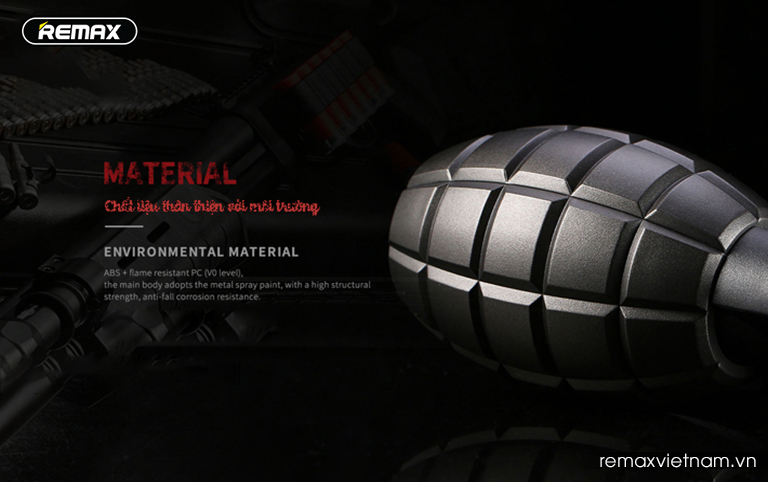 REMAX
MATERIAL
Chất liệu thân thiện với môi trường
ENVIRONMENTAL MATERIAL
ABS + flame resistant PC (V0 level),
the main body adopts the metal spray paint, with a high structural
strength, anti-fall corrosion resistance.
remaxvietnam.vn